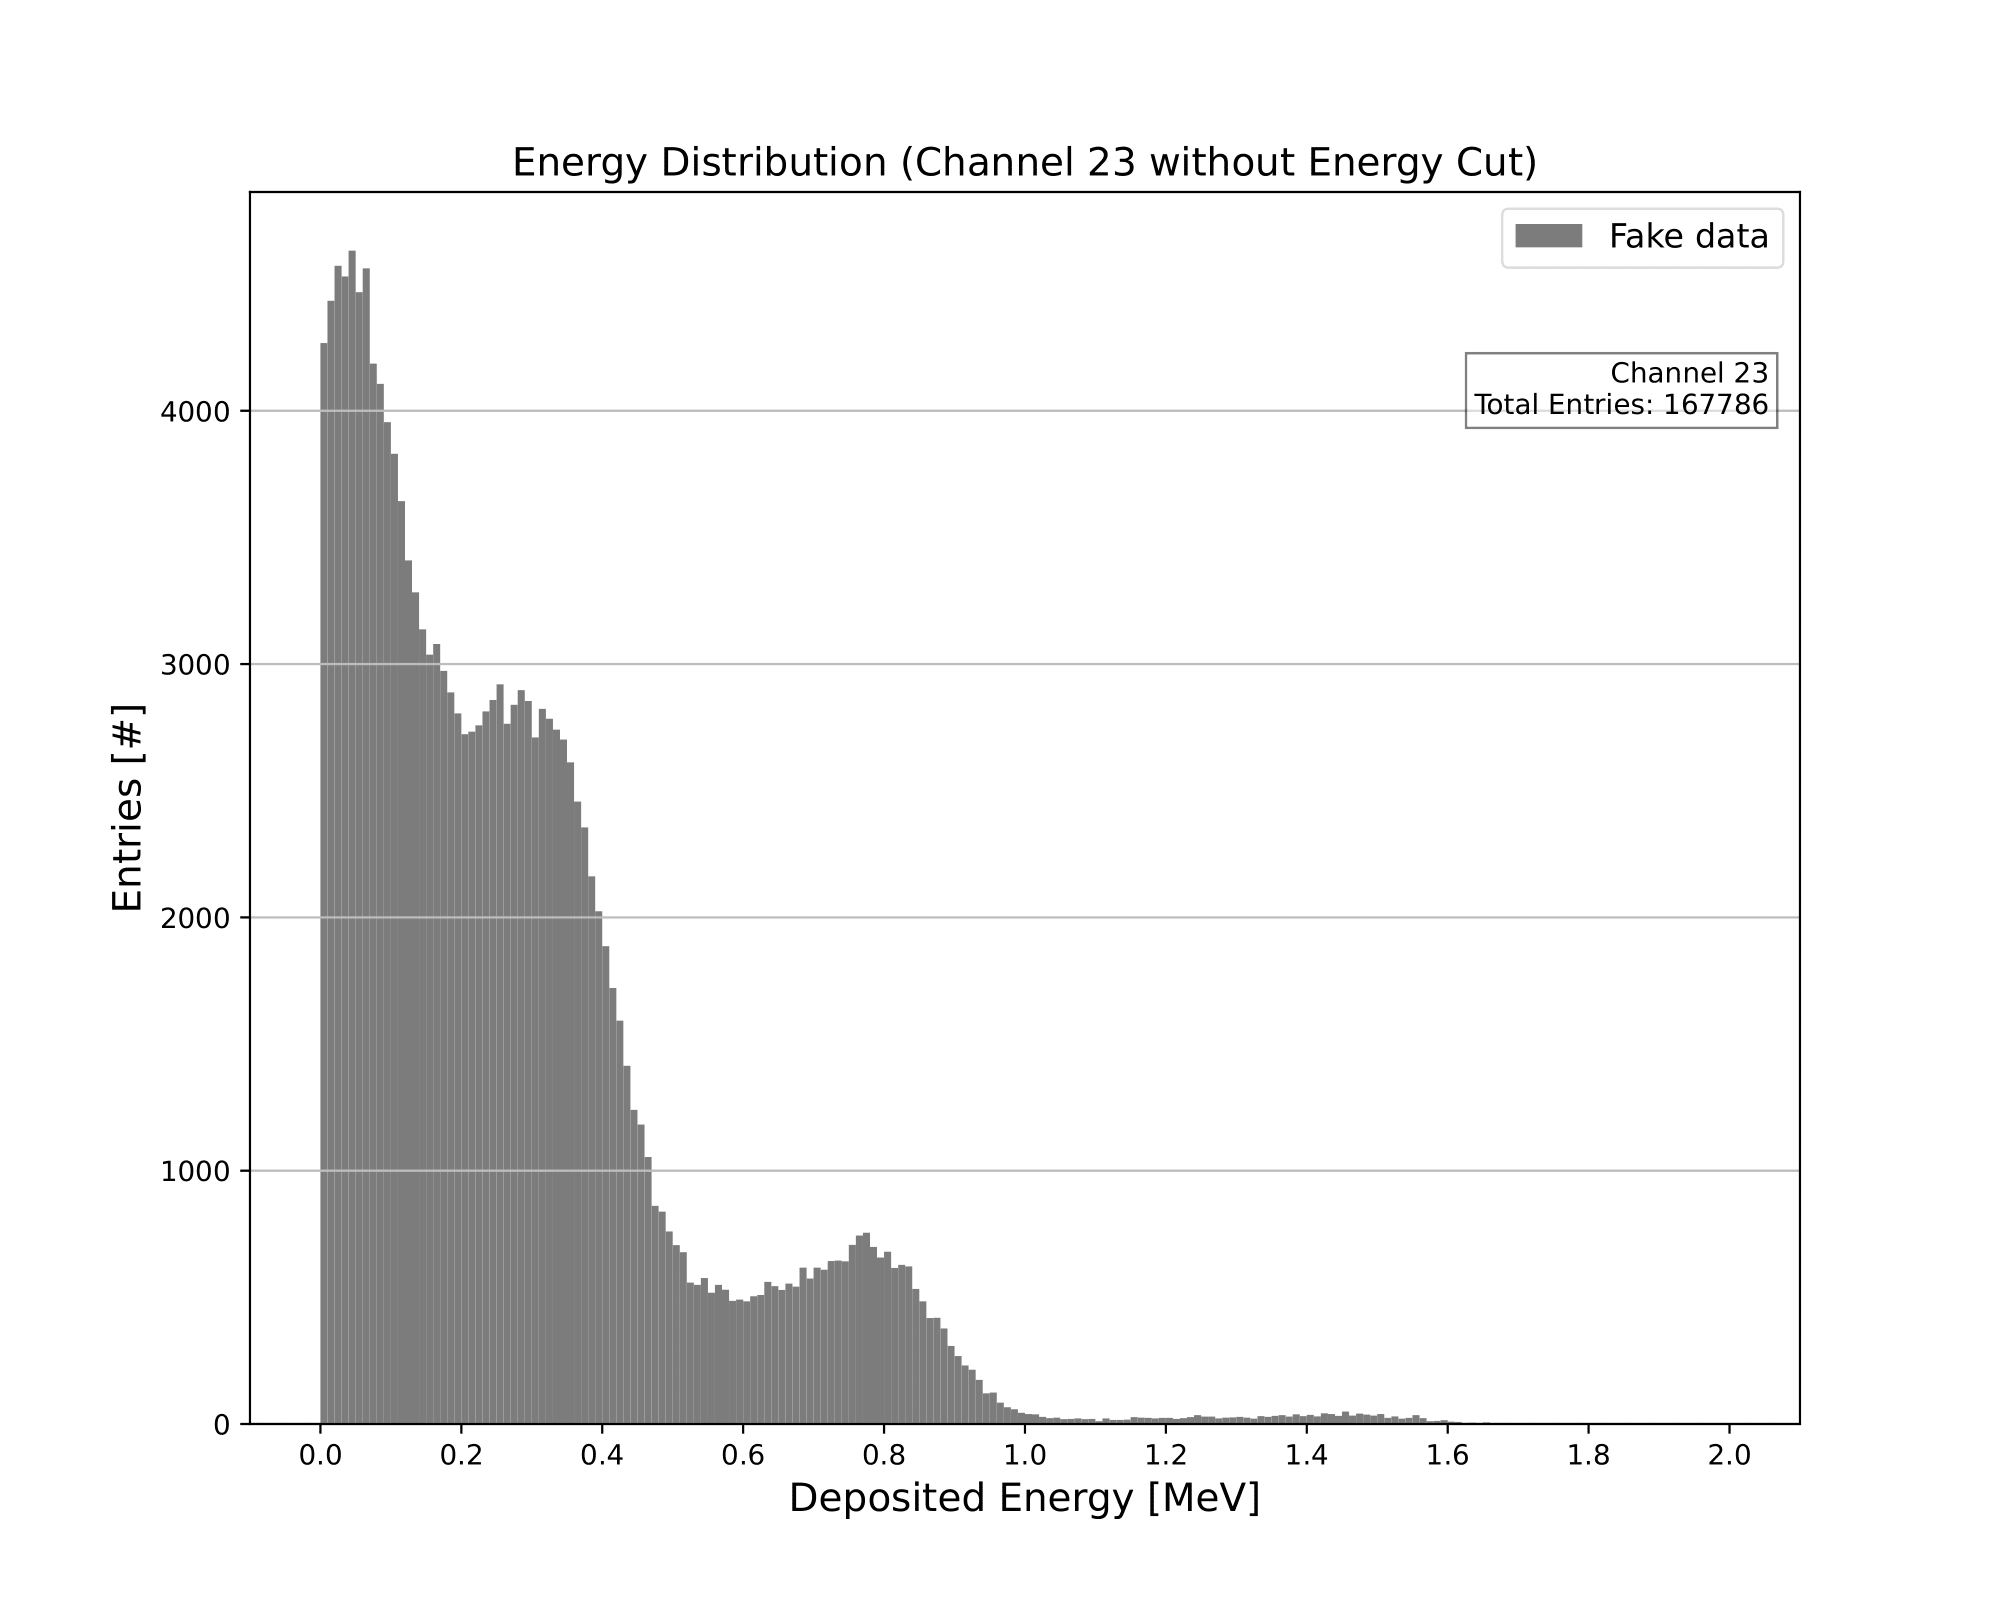 Energy Distribution (Channel 23 without Energy Cut)
Fake data
Channel 23
Total Entries: 167786
Entries [#]
4000
3000
2000
1000
0
0.0 0.2 0.4 0.6 0.8 1.0 1.2 1.4 1.6 1.8 2.0
Deposited Energy [MeV]